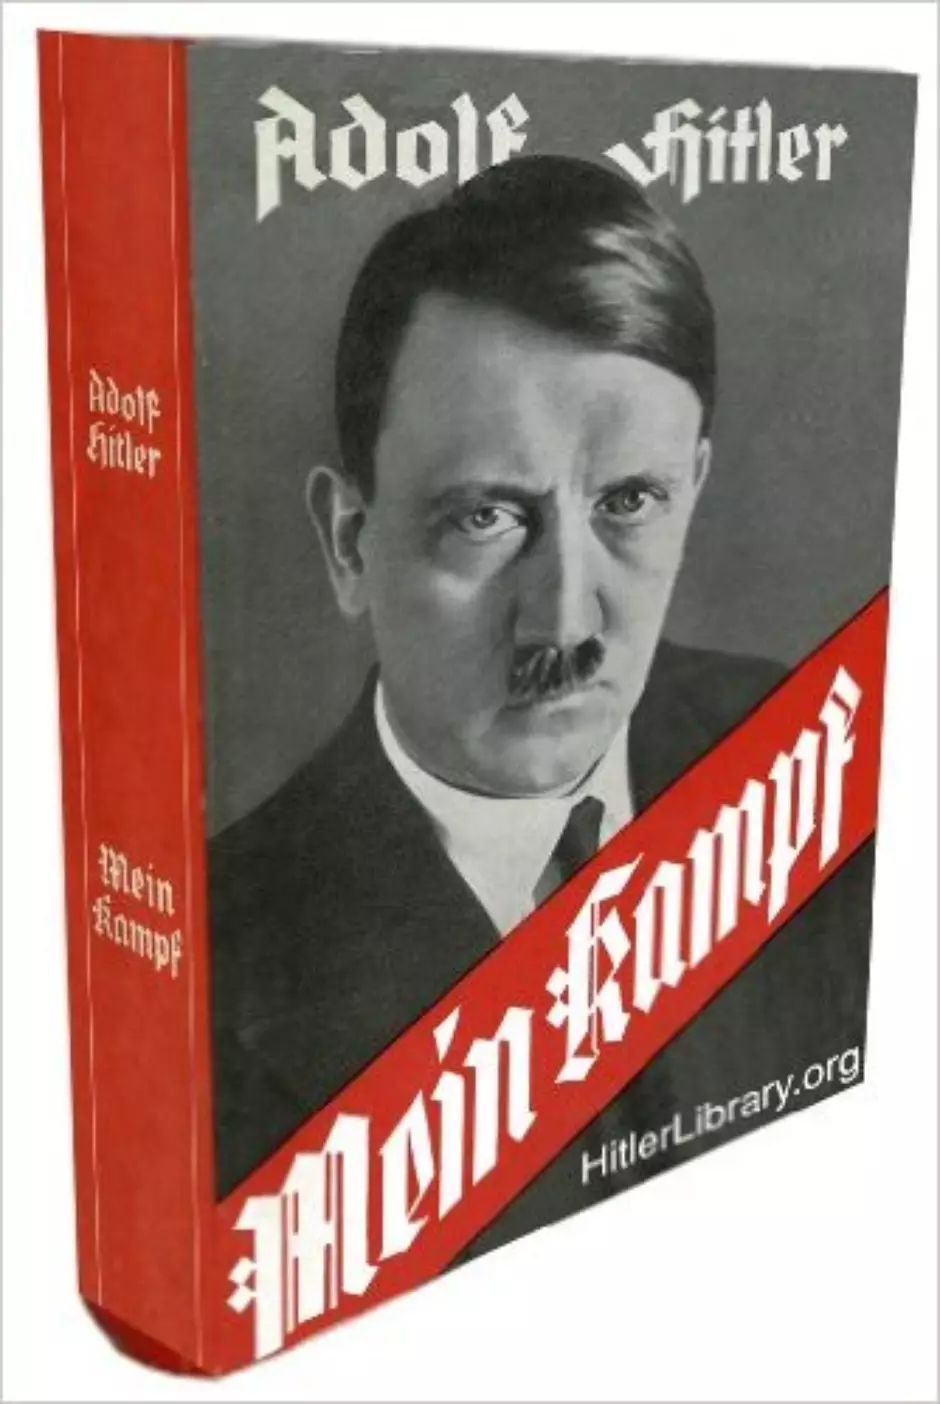 Adolf Hitler
Adolf
Hitler
Mein
Kampf
Mein Kampf
HitlerLibrary.org